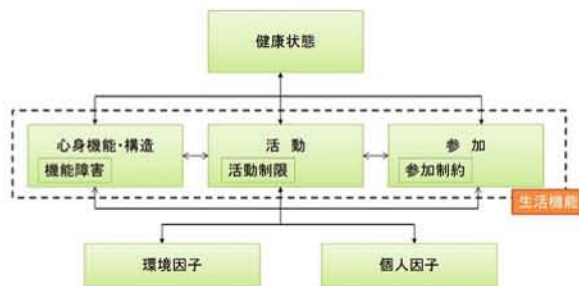 健康状態
心身機能・構造
機能障害
活 動
活動制限
参 加
参加制約
生活機能
環境因子
個人因子